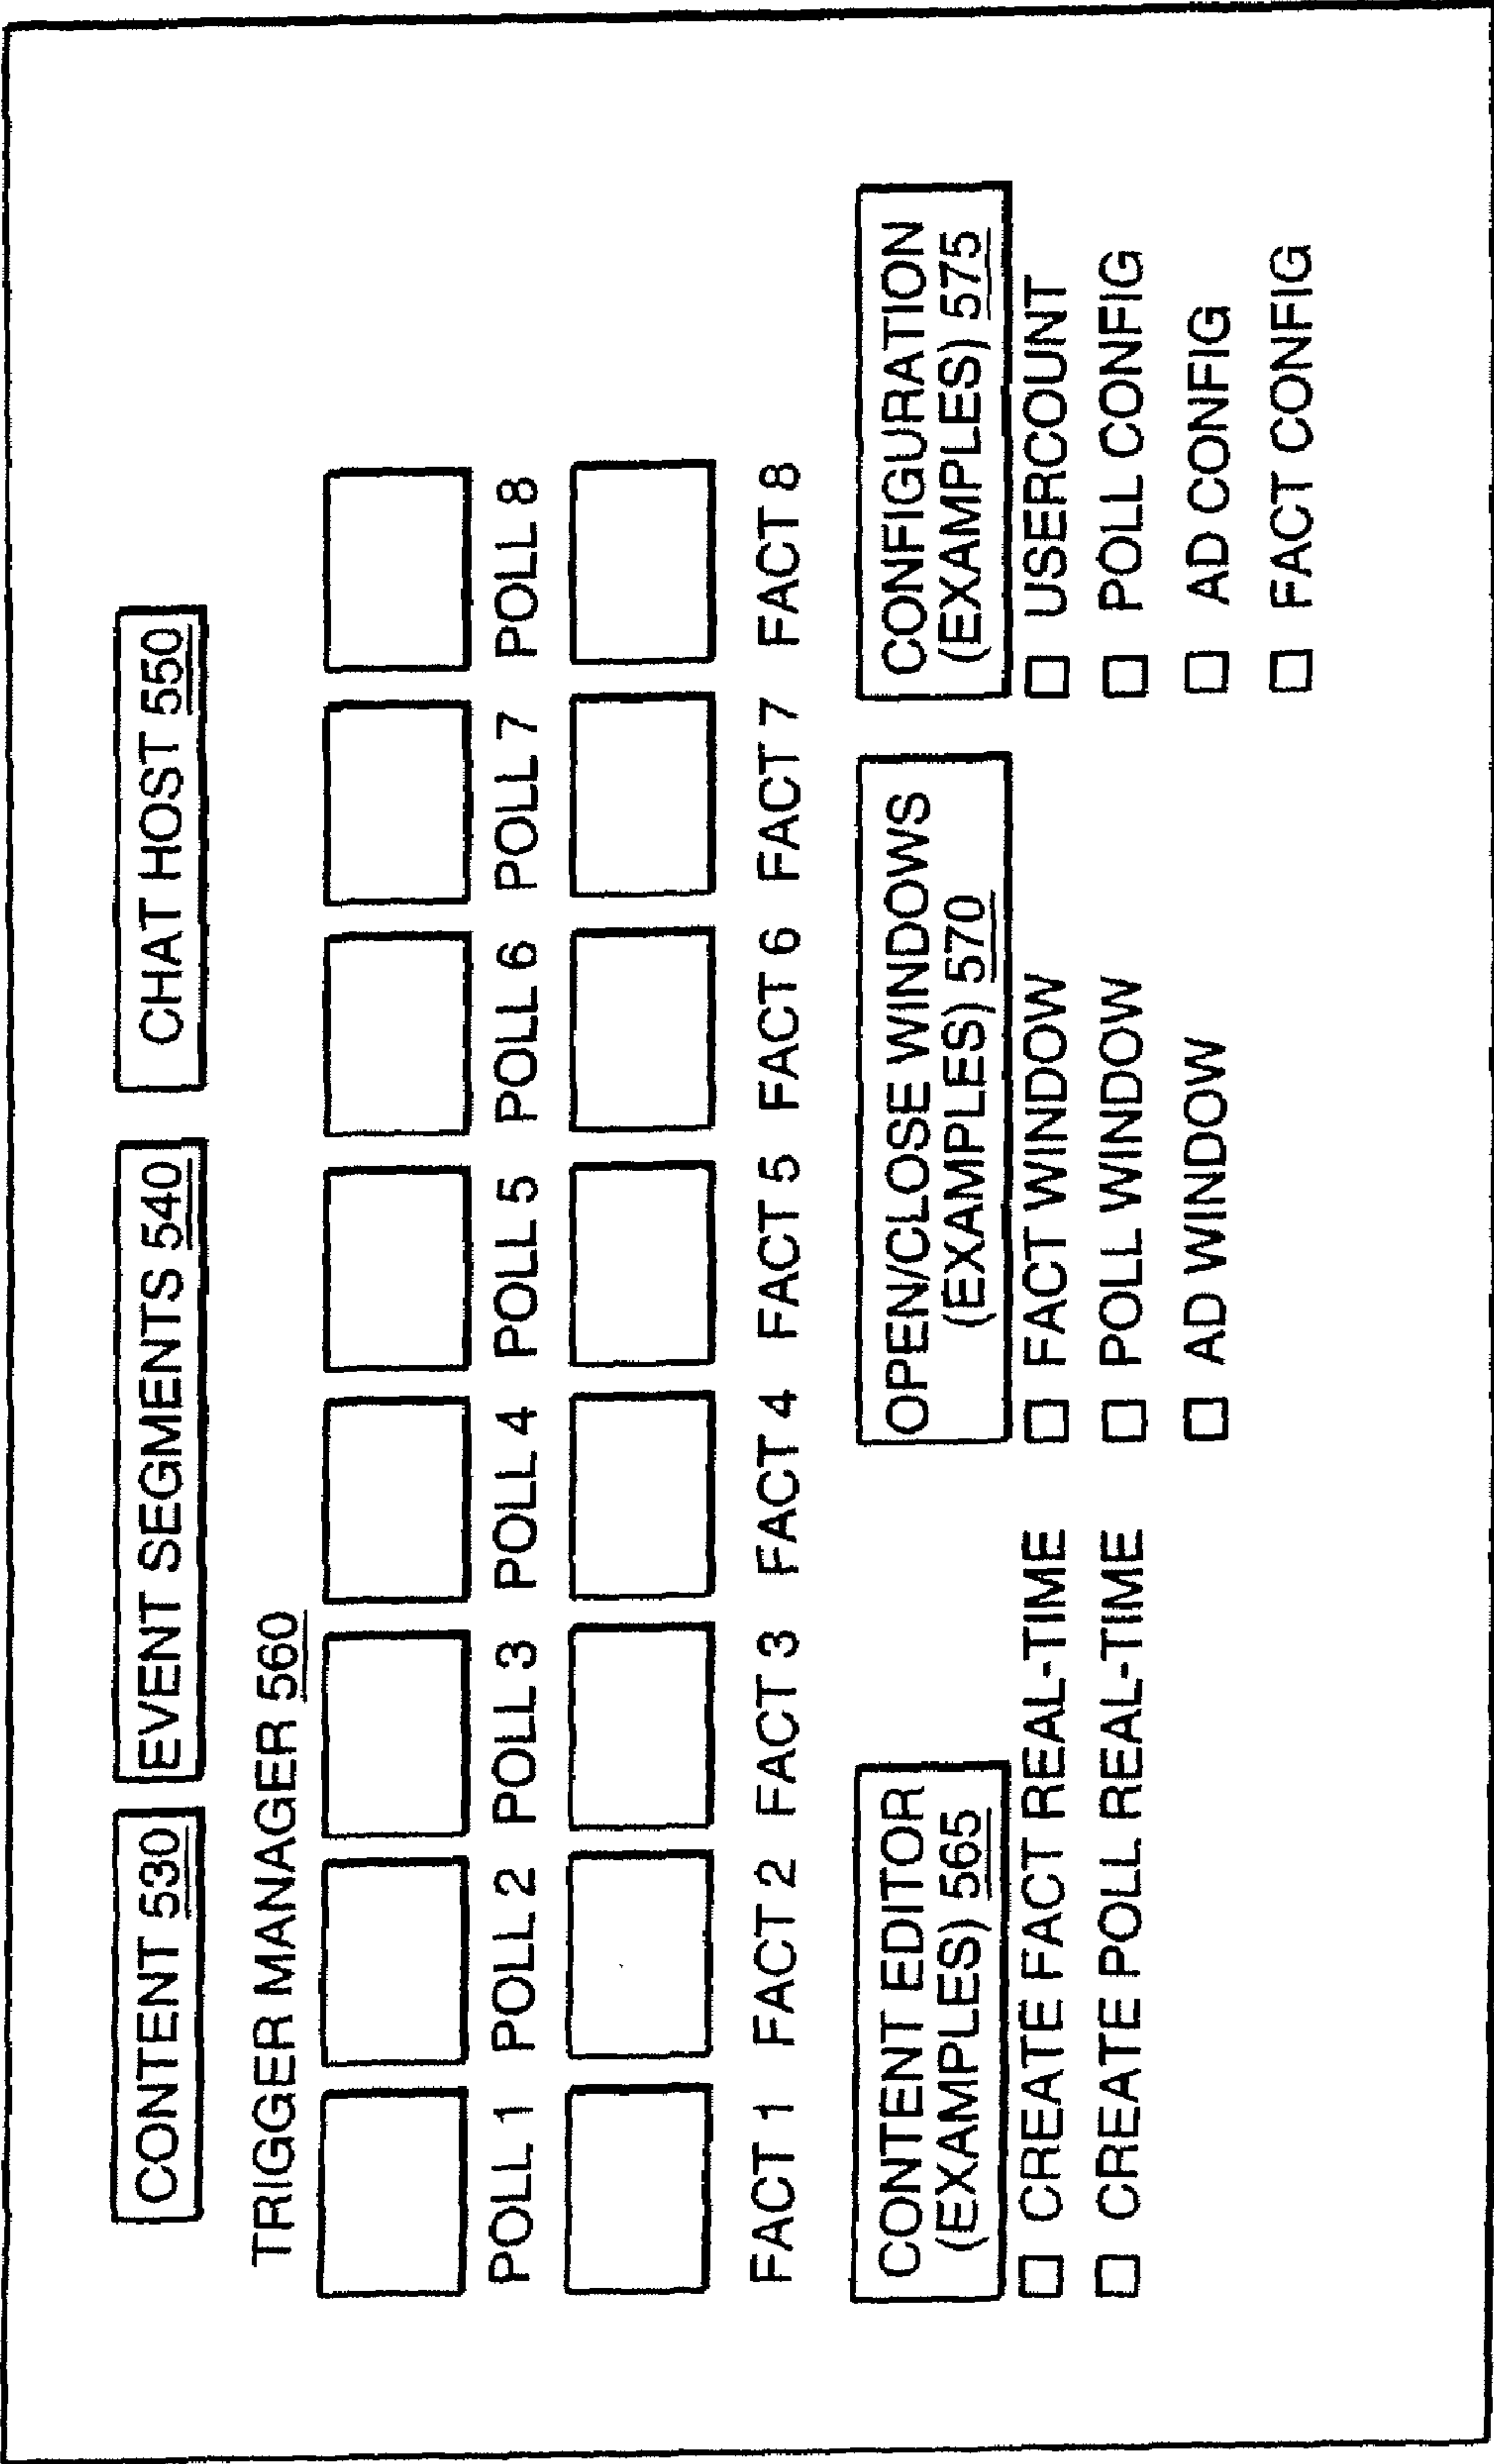 CONTENT 530
EVENT SEGMENTS 540
CHAT HOST 550
TRIGGER MANAGER 560
POLL 1 POLL 2 POLL 3 POLL 4 POLL 5 POLL 6 POLL 7 POLL 8
FACT 1 FACT 2 FACT 3 FACT 4 FACT 5 FACT 6 FACT 7 FACT 8
CONTENT EDITOR
(EXAMPLES) 565
CREATE FACT REAL-TIME
CREATE POLL REAL-TIME
OPEN/CLOSE WINDOWS
(EXAMPLES) 570
FACT WINDOW
POLL WINDOW
AD WINDOW
CONFIGURATION
(EXAMPLES) 575
USERCOUNT
POLL CONFIG
AD CONFIG
FACT CONFIG